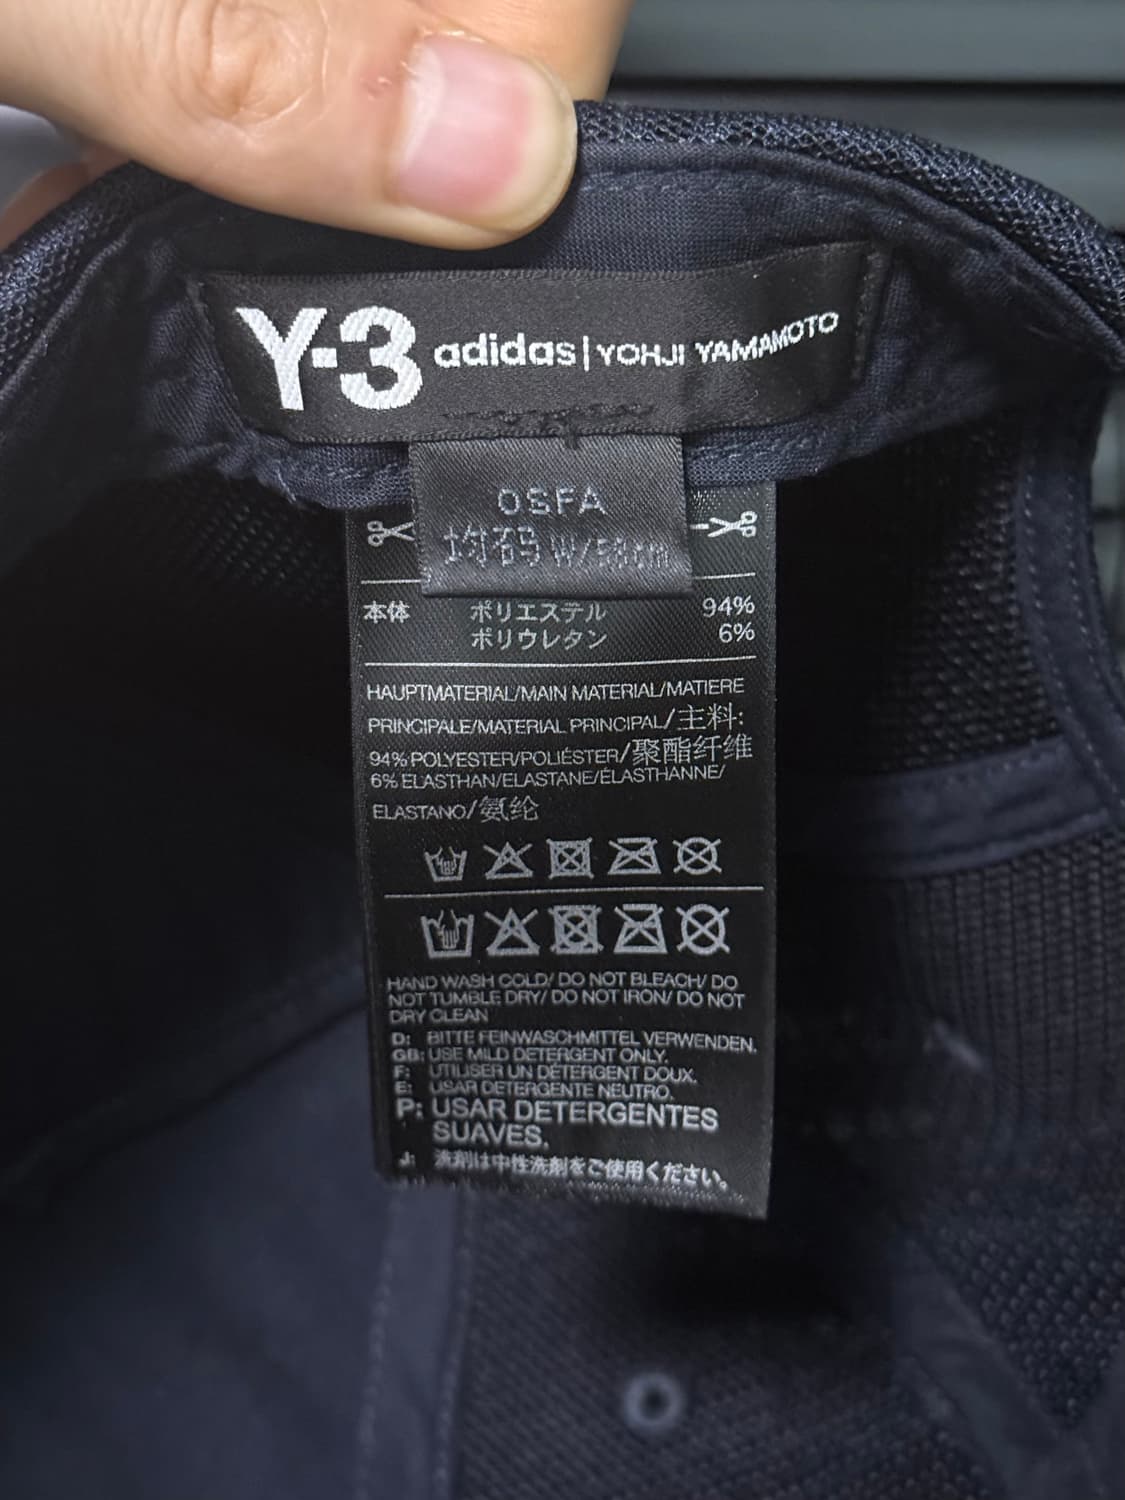 Y-3 adidas | YOHJI YAMAMOTO
OSFA
均码 W/58cm
本体 ポリエステル 94%
ポリウレタン 6%
HAUPTMATERIAL/MAIN MATERIAL/MATIERE
PRINCIPALE/MATERIAL PRINCIPAL/主料:
94% POLYESTER/POLIÉSTER/聚酯纤维
6% ELASTHAN/ELASTANE/ÉLASTHANNE/
ELASTANO/氨纶
HAND WASH COLD/ DO NOT BLEACH/ DO
NOT TUMBLE DRY/ DO NOT IRON/ DO NOT
DRY CLEAN
D: BITTE FEINWASCHMITTEL VERWENDEN.
GB: USE MILD DETERGENT ONLY.
F: UTILISER UN DÉTERGENT DOUX.
E: USAR DETERGENTE NEUTRO.
P: USAR DETERGENTES
SUAVES.
J: 洗剤は中性洗剤をご使用ください。